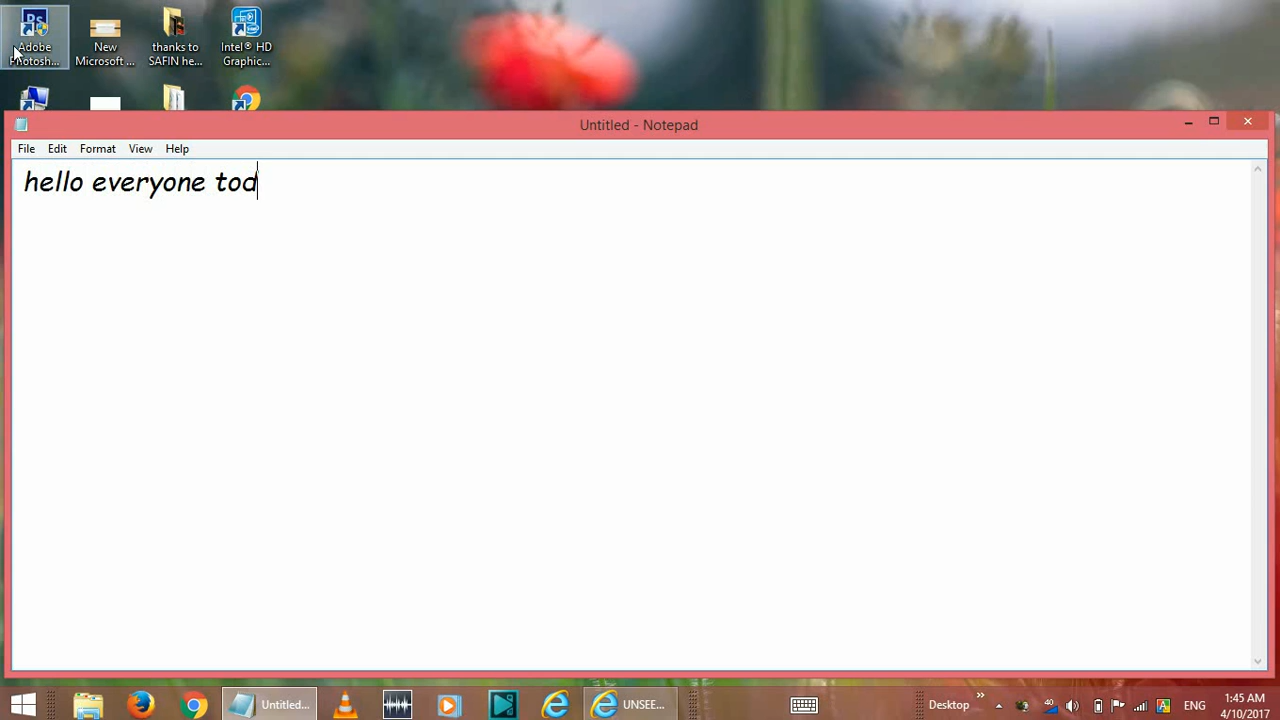 Adobe Photosh...
New Microsoft ...
thanks to SAFIN he...
Intel® HD Graphic...
Untitled - Notepad
File Edit Format View Help
hello everyone tod
Untitled...
UNSEE...
Desktop
40
ENG
1:45 AM
4/10/2017